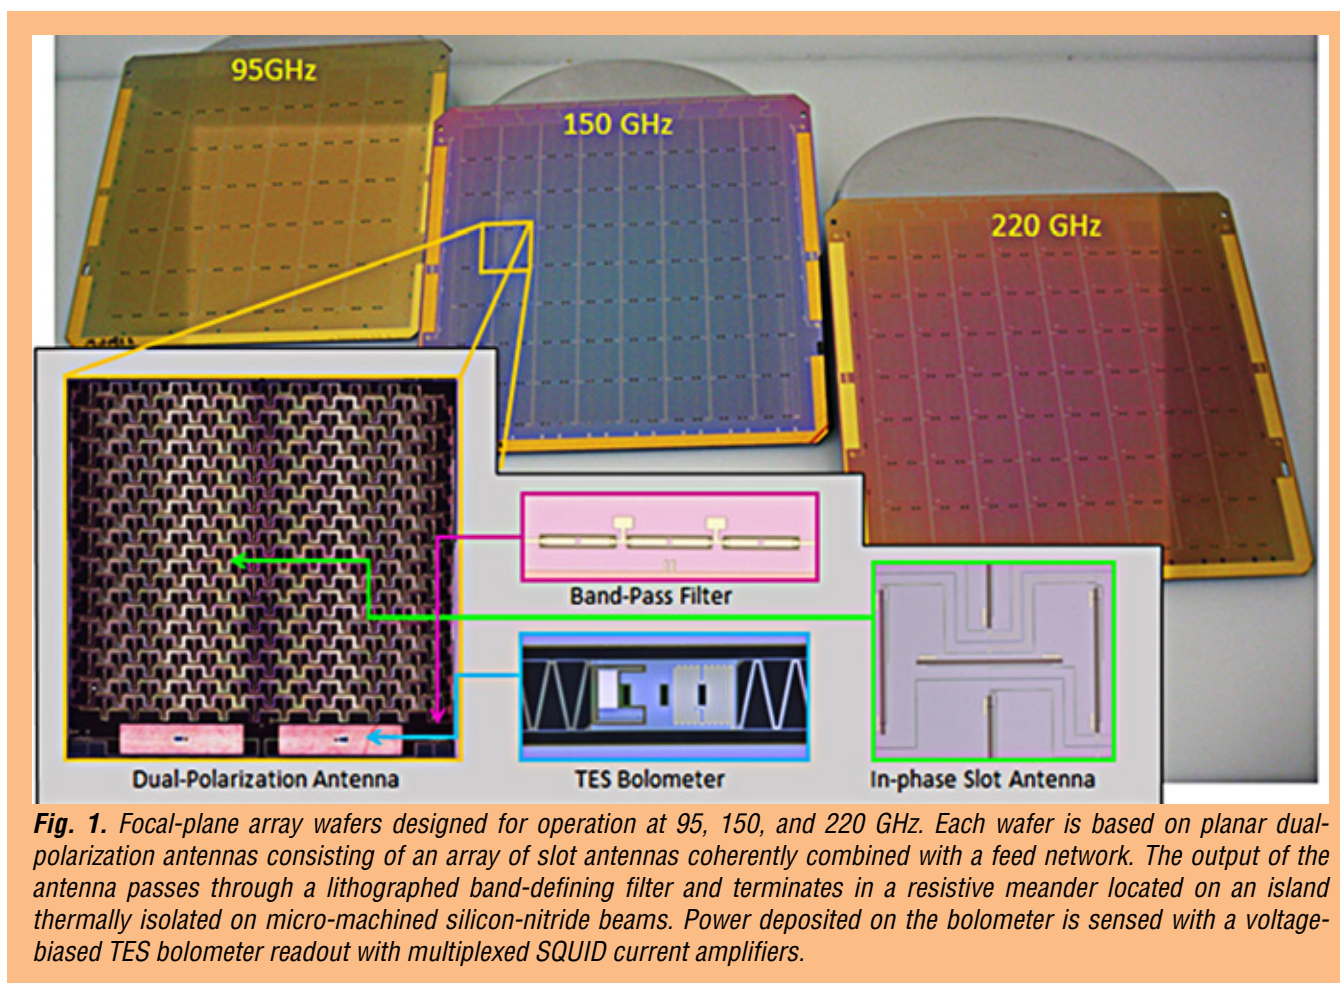 95GHz
150 GHz
220 GHz
Band-Pass Filter
Dual-Polarization Antenna
TES Bolometer
In-phase Slot Antenna
Fig. 1. Focal-plane array wafers designed for operation at 95, 150, and 220 GHz. Each wafer is based on planar dual-
polarization antennas consisting of an array of slot antennas coherently combined with a feed network. The output of the
antenna passes through a lithographed band-defining filter and terminates in a resistive meander located on an island
thermally isolated on micro-machined silicon-nitride beams. Power deposited on the bolometer is sensed with a voltage-
biased TES bolometer readout with multiplexed SQUID current amplifiers.